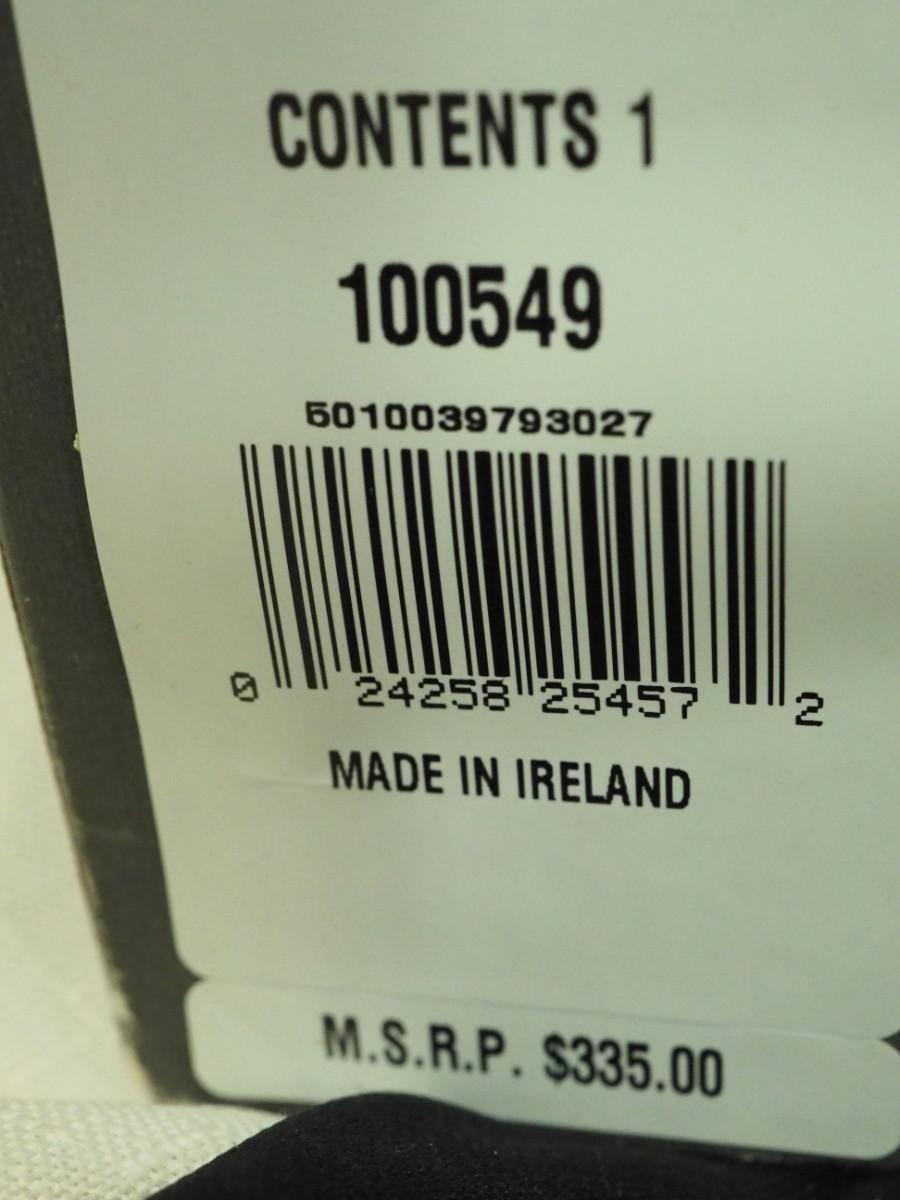 CONTENTS 1
100549
5010039793027
0 24258 25457 2
MADE IN IRELAND
M.S.R.P. $335.00